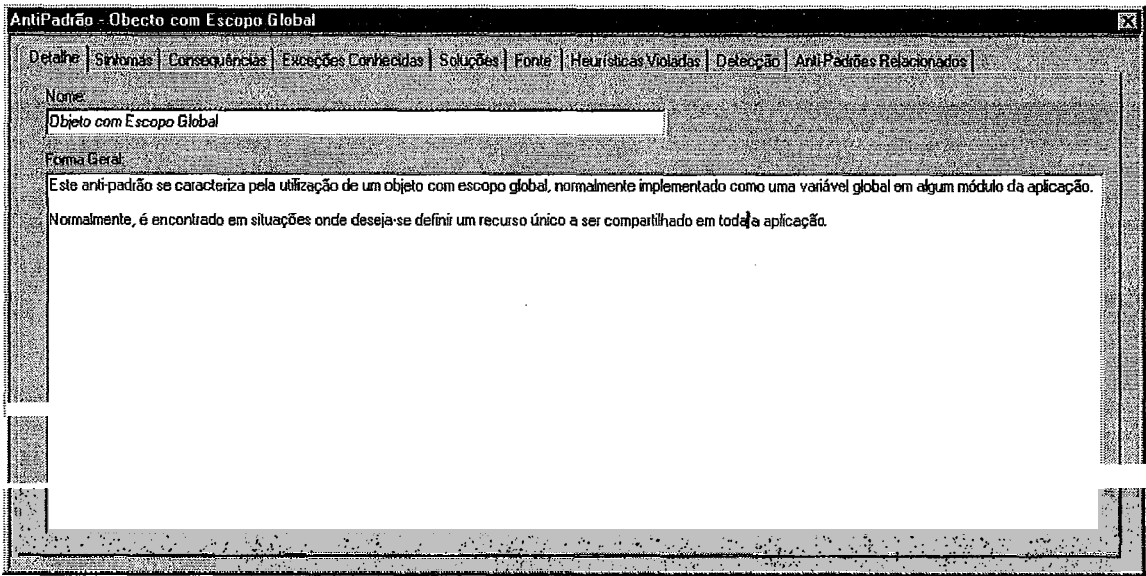 AntiPadrão - Obecto com Escopo Global
Detalhe Sintomas Consequências Exceções Conhecidas Soluções Fonte Heurísticas Violadas Detecção Anti-Padrões Relacionados
Nome:
Objeto com Escopo Global
Forma Geral:
Este anti-padrão se caracteriza pela utilização de um objeto com escopo global, normalmente implementado como uma variável global em algum módulo da aplicação.
Normalmente, é encontrado em situações onde deseja-se definir um recurso único a ser compartilhado em toda a aplicação.